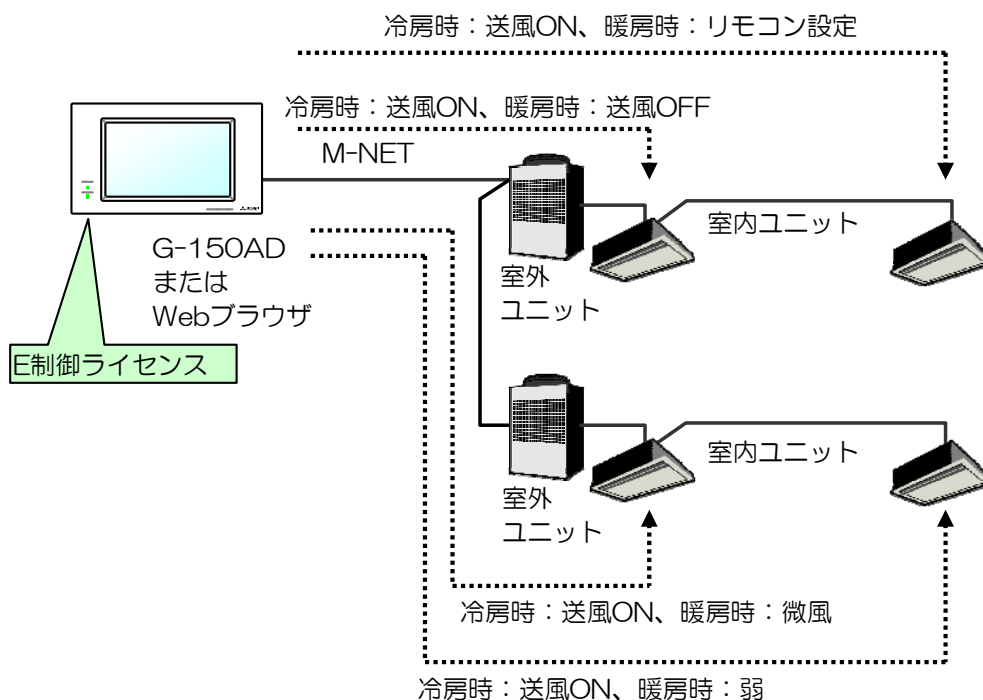 冷房時：送風ON、暖房時：リモコン設定
冷房時：送風ON、暖房時：送風OFF
M-NET
G-150AD
または
Webブラウザ
E制御ライセンス
室外
ユニット
室内ユニット
室外
ユニット
室内ユニット
冷房時：送風ON、暖房時：微風
冷房時：送風ON、暖房時：弱